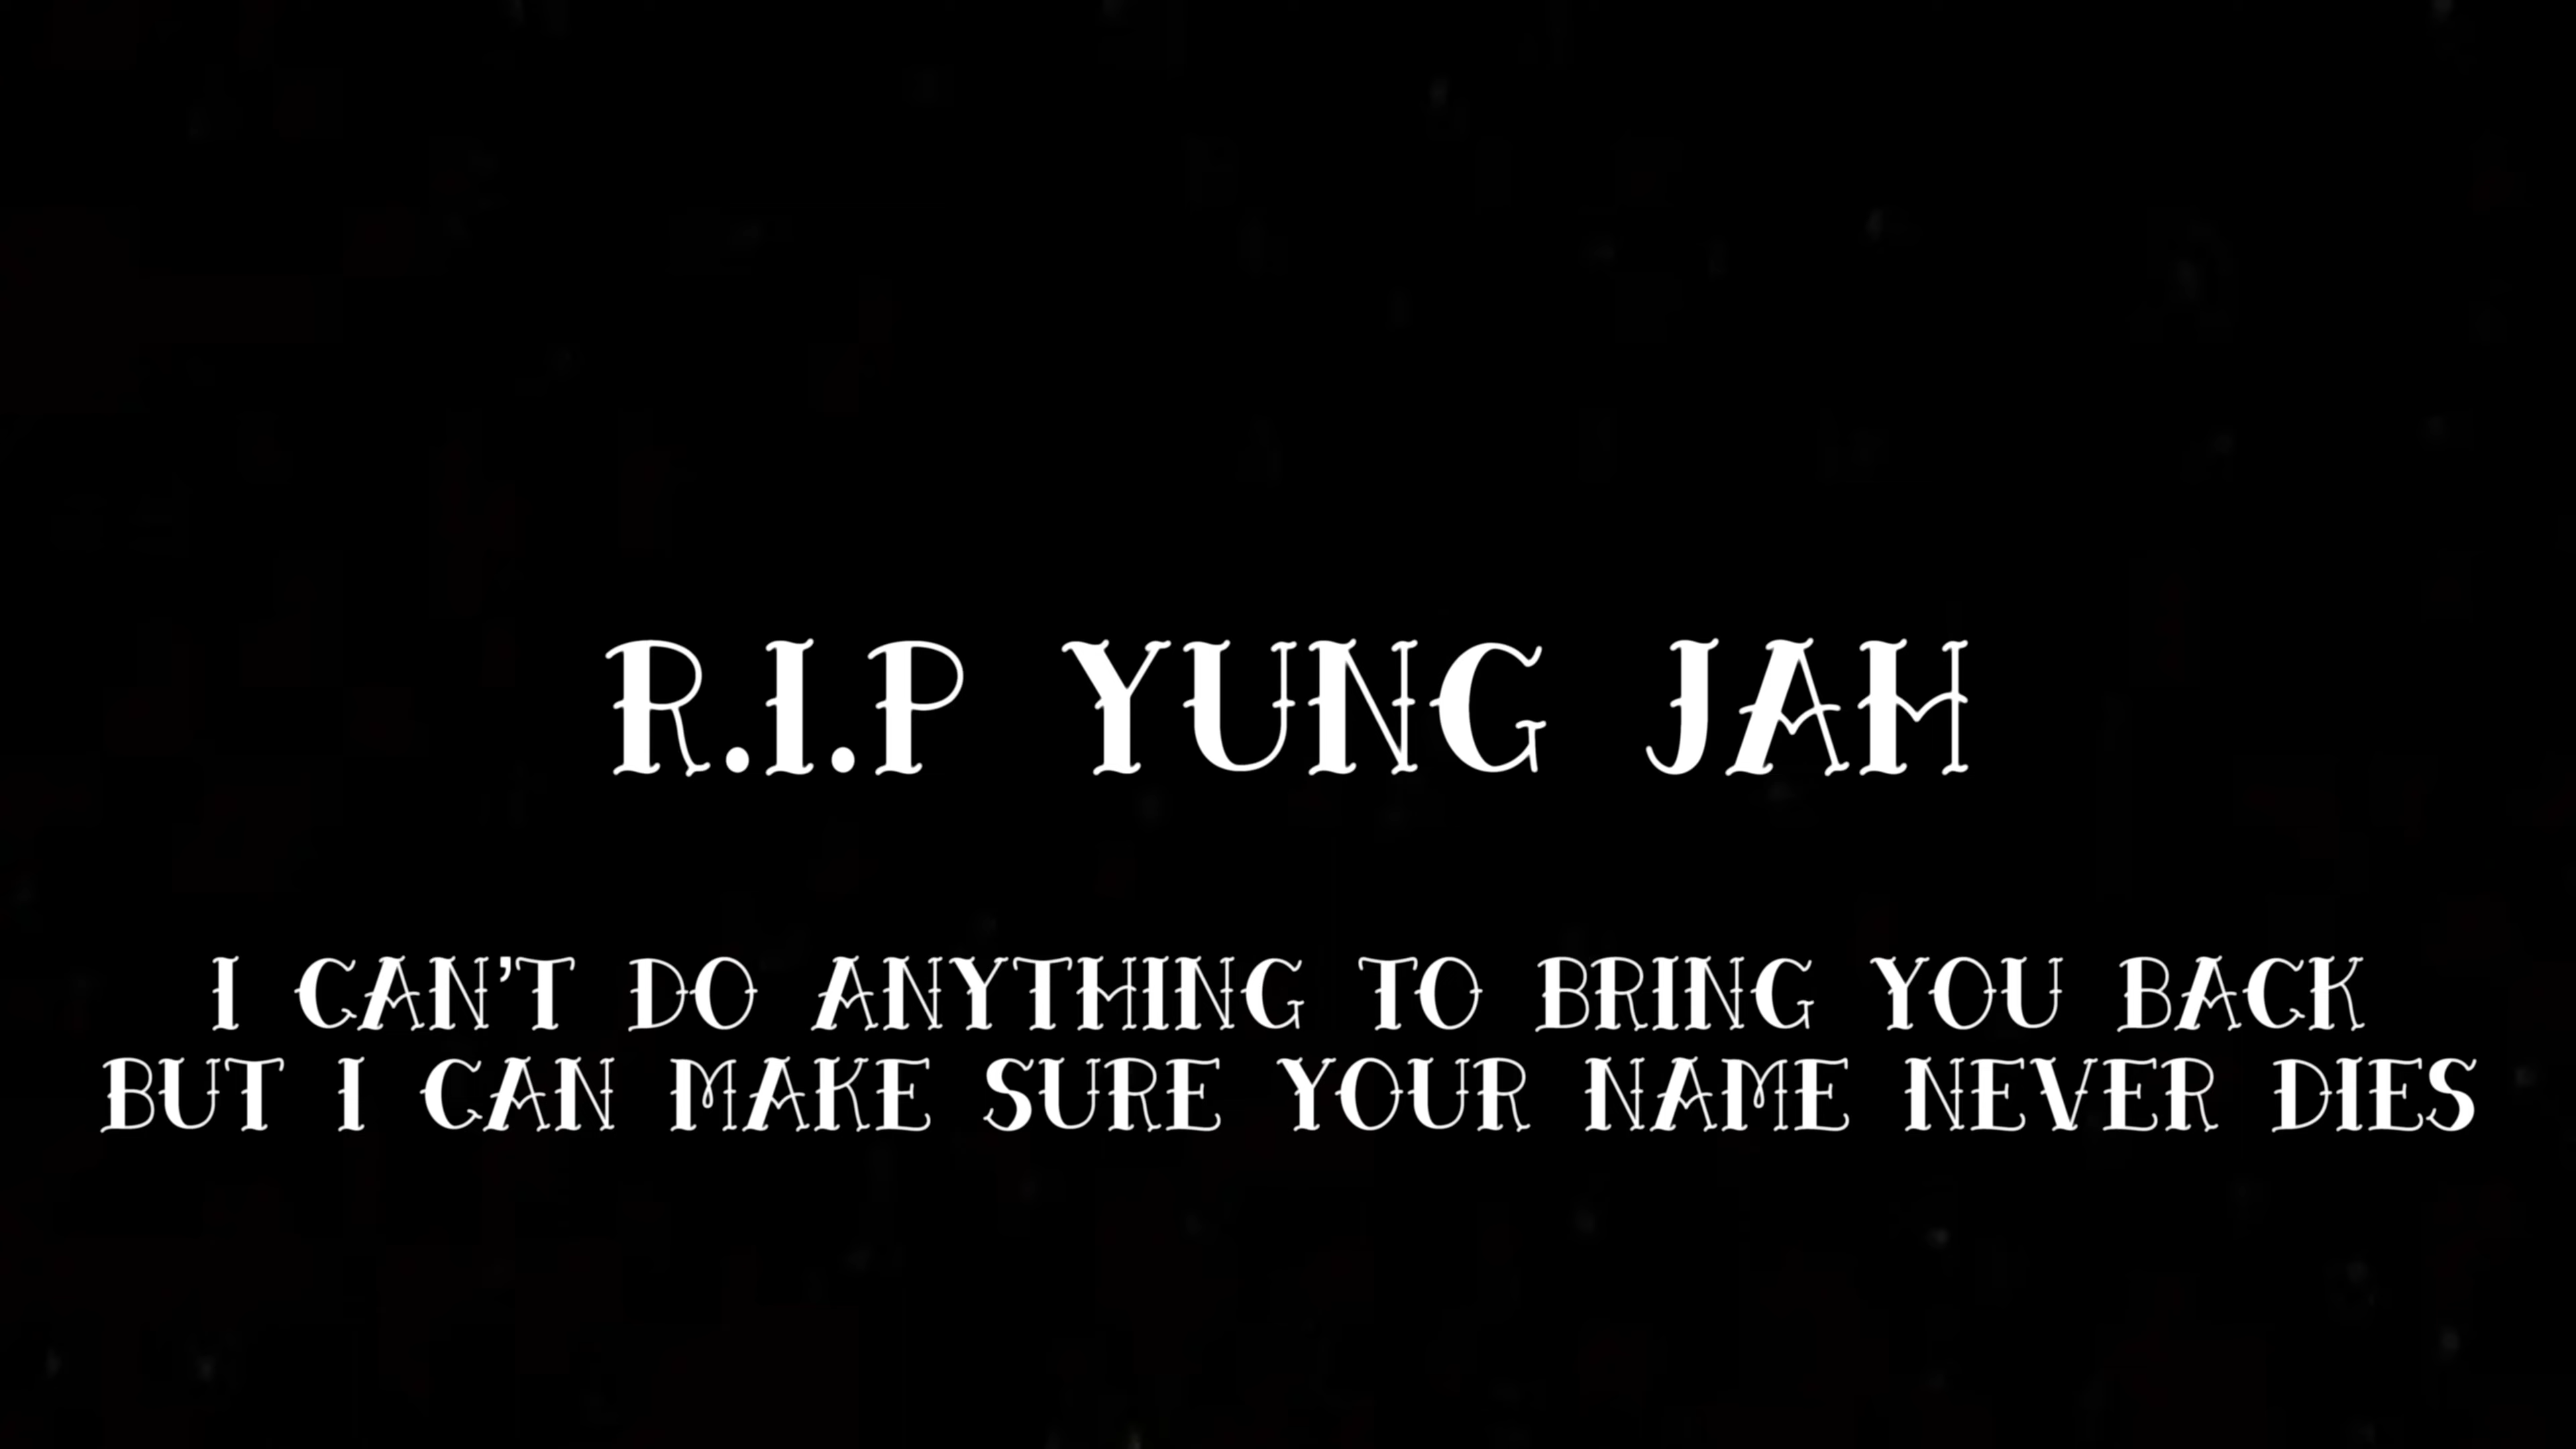 R.I.P YUNG JAH
I CAN'T DO ANYTHING TO BRING YOU BACK
BUT I CAN MAKE SURE YOUR NAME NEVER DIES